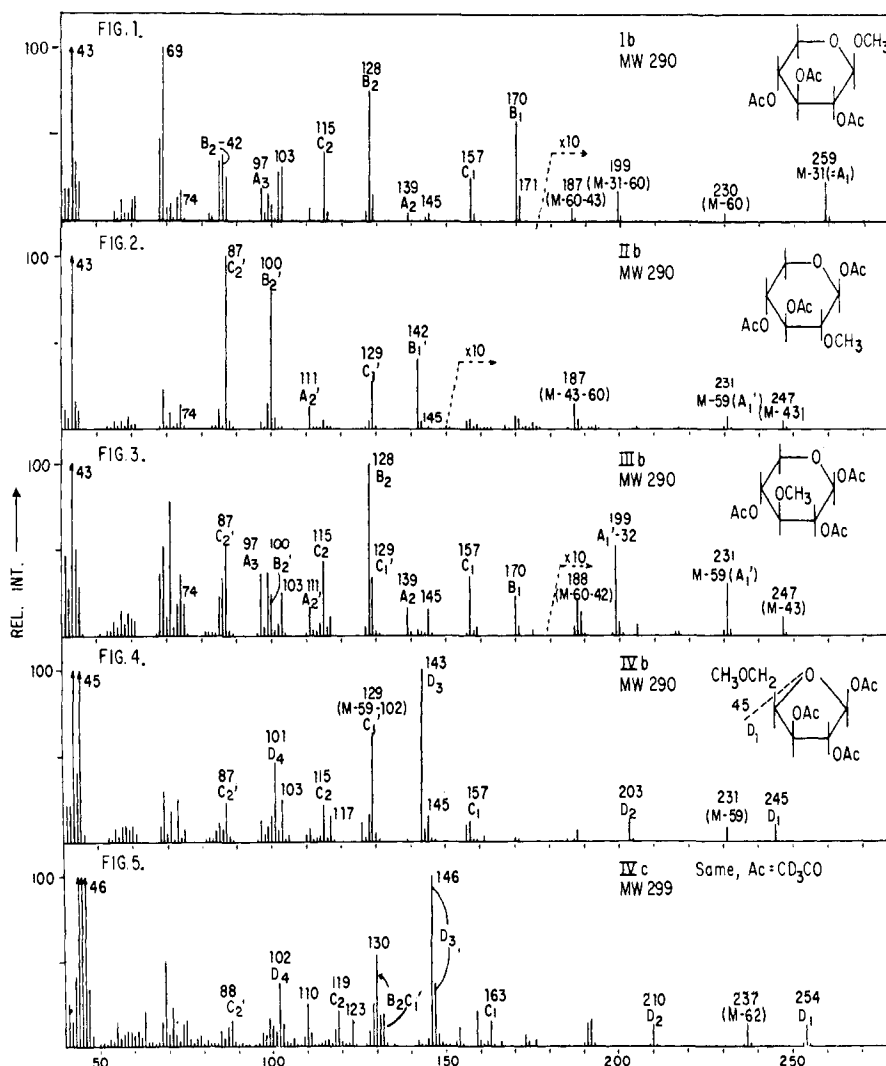 FIG. 1.
100
43
69
B2-42
97
A3
103
74
115
C2
128
B2
139
A2
145
157
C1
170
B1
171
x10
187
(M-60-43)
199
(M-31-60)
230
(M-60)
259
M-31(=A1)
Ib
MW 290
O OCH3
OAc
AcO OAc
FIG. 2.
100
43
74
87
C2'
100
B2'
111
A2'
129
C1'
142
B1'
145
x10
187
(M-43-60)
231
M-59(A1')
247
(M-43)
IIb
MW 290
O OAc
OAc
AcO OCH3
FIG. 3.
100
43
74
87
C2'
97
A3
100
B2'
103
111
A2'
115
C2
128
B2
129
C1'
139
A2
145
157
C1
170
B1
x10
188
(M-60-42)
199
A1'-32
231
M-59(A1')
247
(M-43)
IIIb
MW 290
O OAc
OCH3
AcO OAc
REL. INT. →
FIG. 4.
100
45
87
C2'
101
D4
103
115
C2
117
129
(M-59-102)
C1'
143
D3
145
157
C1
203
D2
231
(M-59)
245
D1
IVb
MW 290
CH3OCH2 O
45
D1
OAc
OAc
OAc
FIG. 5.
100
46
88
C2'
102
D4
110
119
C2
123
130
B2C1'
146
D3
163
C1
210
D2
237
(M-62)
254
D1
IVc
MW 299
Same, Ac=CD3CO
50 100 150 200 250